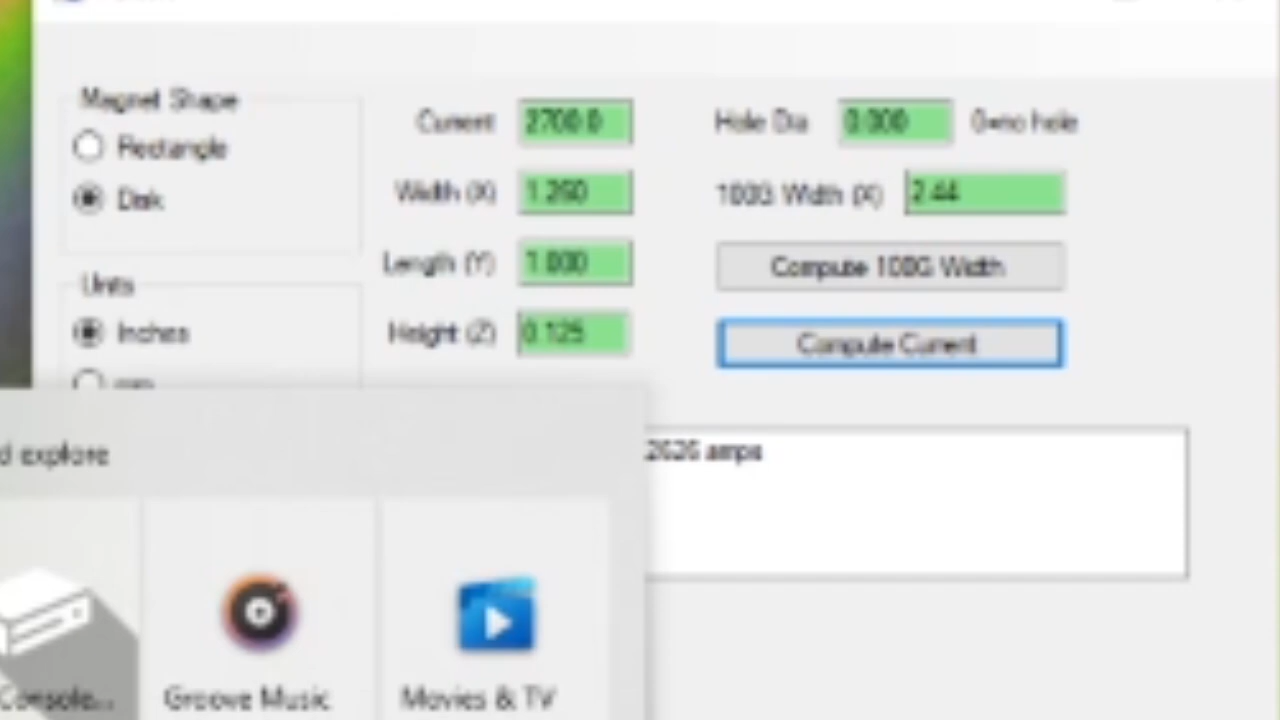 Magnet Shape
Rectangle
Disk
Units
Inches
Current 2700.0
Width (X)
Length (Y) 1.000
Height (Z) 0.125
Hole Dia 0.000 0=no hole
100G Width (X) 2.44
Compute 100G Width
Compute Current
2626 amps
d explore
Console...
Groove Music
Movies & TV